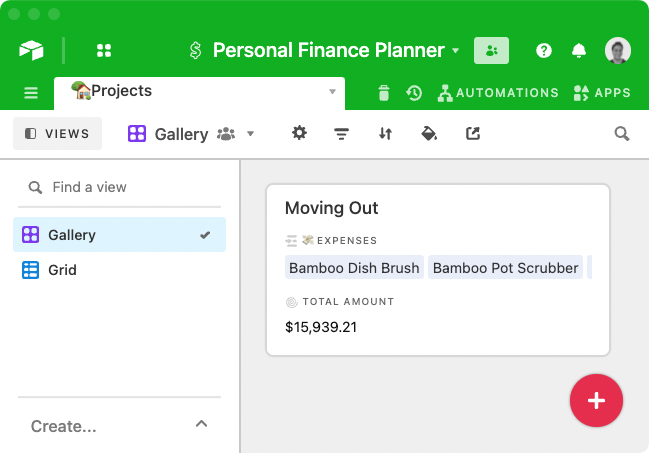 Personal Finance Planner
Projects
AUTOMATIONS
APPS
VIEWS
Gallery
Find a view
Gallery
Grid
Create...
Moving Out
EXPENSES
Bamboo Dish Brush Bamboo Pot Scrubber
TOTAL AMOUNT
$15,939.21